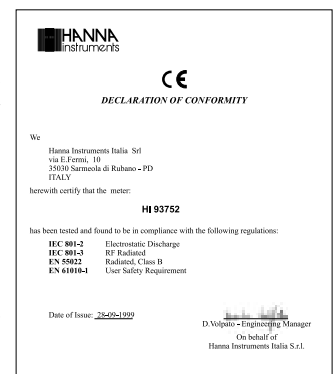 HANNA
instruments
CE
DECLARATION OF CONFORMITY
We
Hanna Instruments Italia Srl
via E.Fermi, 10
35030 Sarmeola di Rubano - PD
ITALY
herewith certify that the meter:
HI 93752
has been tested and found to be in compliance with the following regulations:
IEC 801-2 Electrostatic Discharge
IEC 801-3 RF Radiated
EN 55022 Radiated, Class B
EN 61010-1 User Safety Requirement
Date of Issue: 28-09-1999
D.Volpato - Engineering Manager
On behalf of
Hanna Instruments Italia S.r.l.